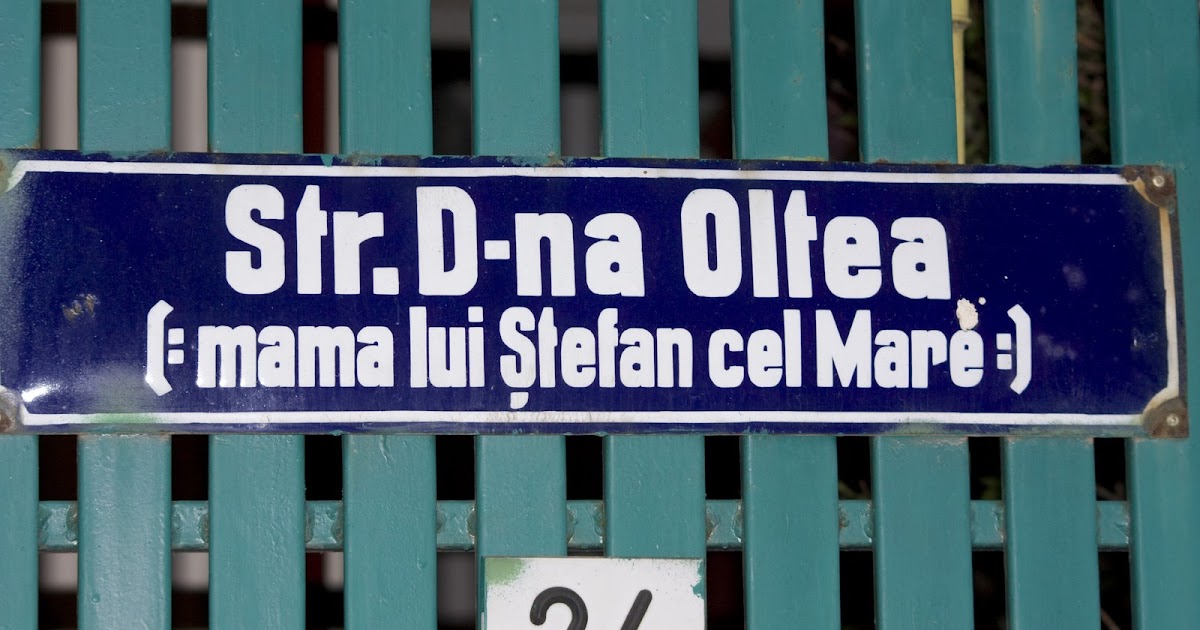 Str. D-na Oltea
(= mama lui Ștefan cel Mare =)